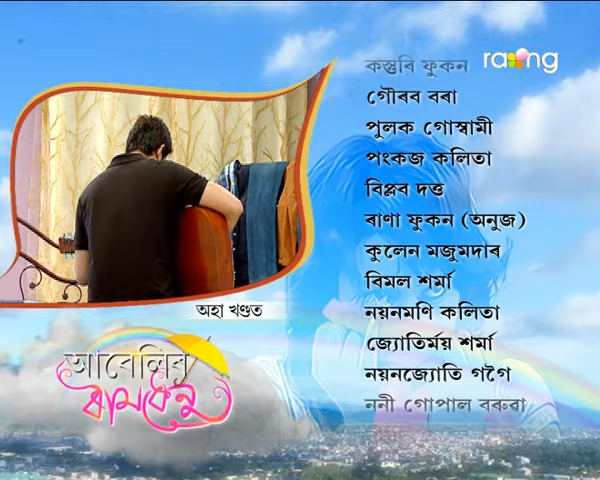 rang
কস্তুৰি ফুকন
গৌৰব বৰা
পুলক গোস্বামী
পংকজ কলিতা
বিপ্লব দত্ত
ৰাণা ফুকন (অনুজ)
কুলেন মজুমদাৰ
বিমল শৰ্মা
নয়নমণি কলিতা
জ্যোতিৰ্ময় শৰ্মা
নয়নজ্যোতি গগৈ
ননী গোপাল বৰুৱা
অহা খণ্ডত
আবেলিৰ
ৰামধেনু